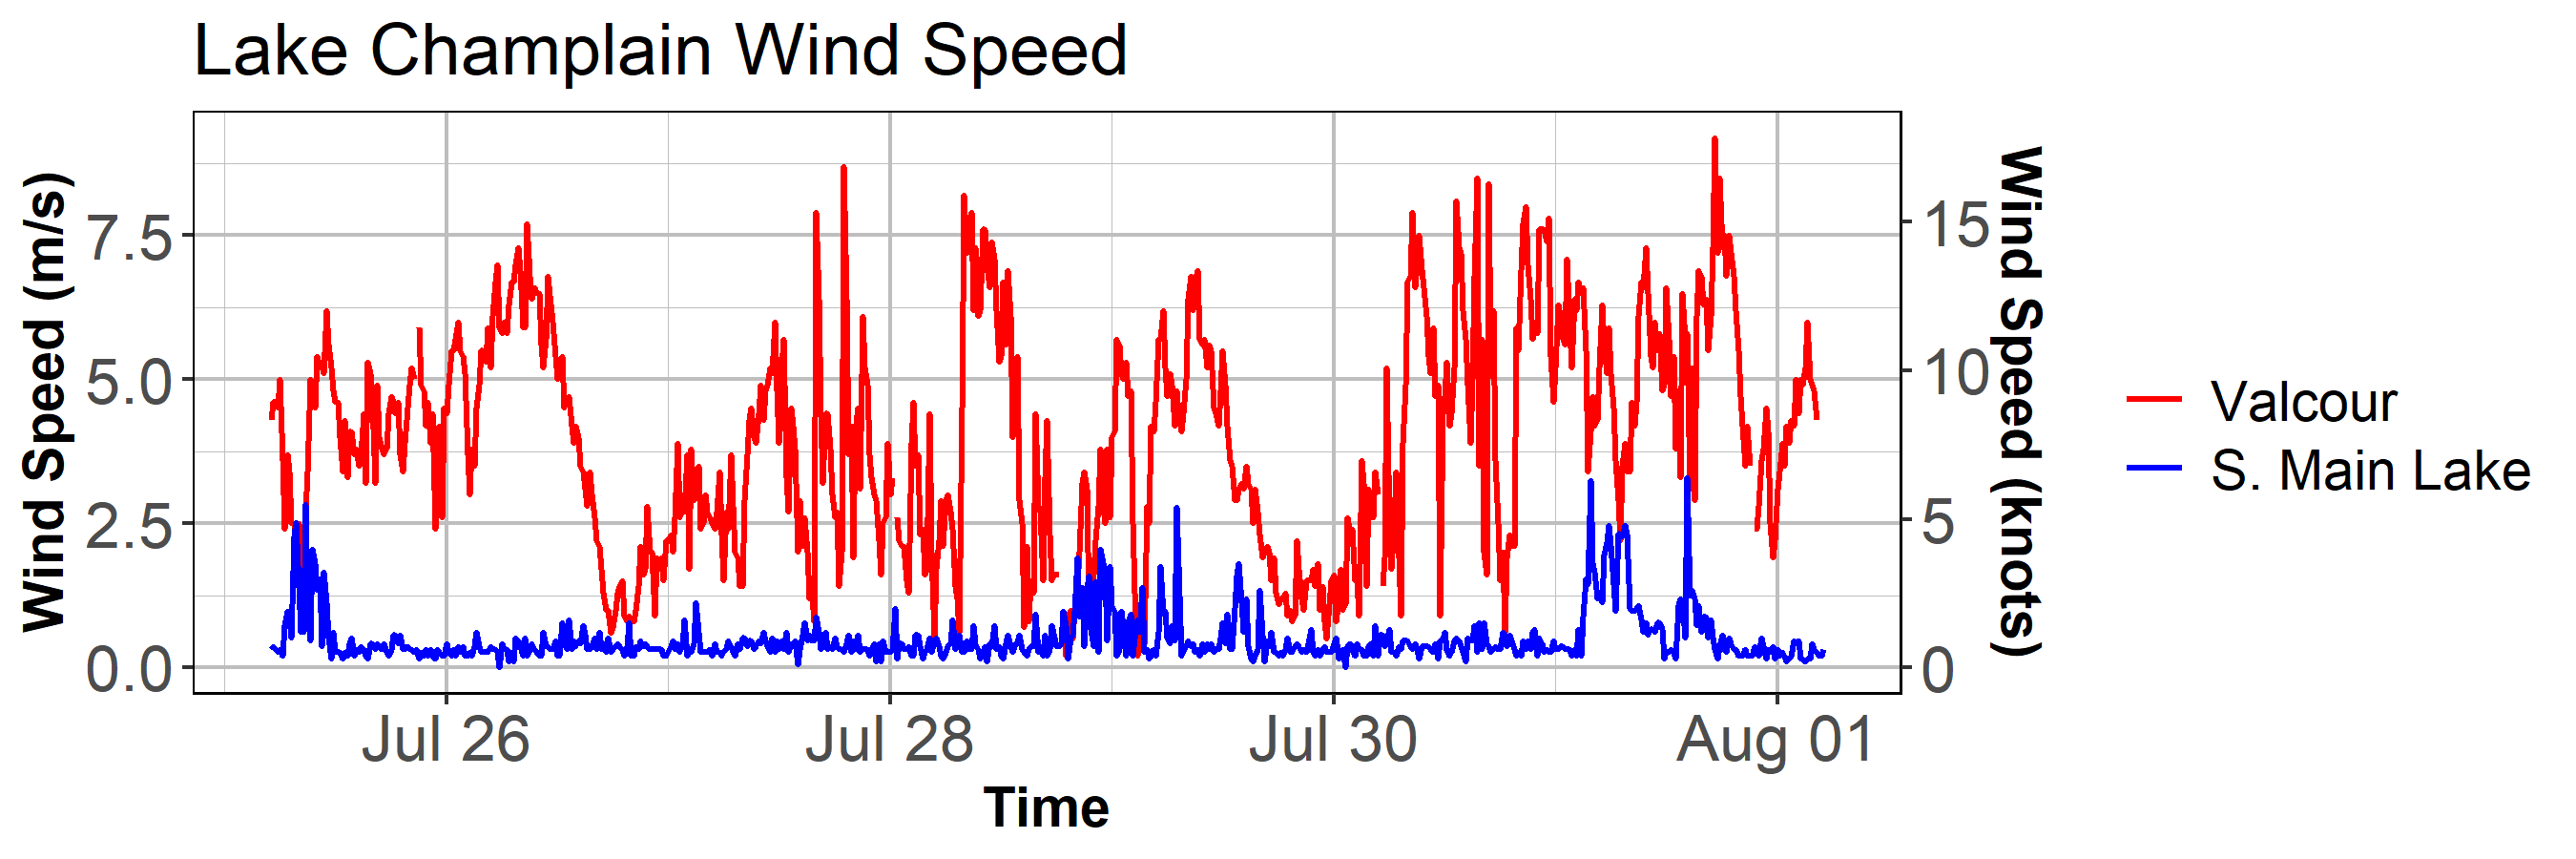 Lake Champlain Wind Speed
Wind Speed (m/s)
7.5
5.0
2.5
0.0
Wind Speed (knots)
15
10
5
0
Jul 26
Jul 28
Jul 30
Aug 01
Time
Valcour
S. Main Lake